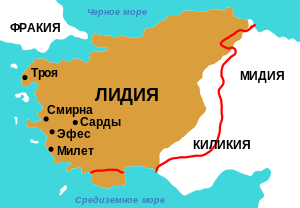 Черное море
ФРАКИЯ
Троя
МИДИЯ
ЛИДИЯ
Смирна
Сарды
Эфес
КИЛИКИЯ
Милет
Средиземное море